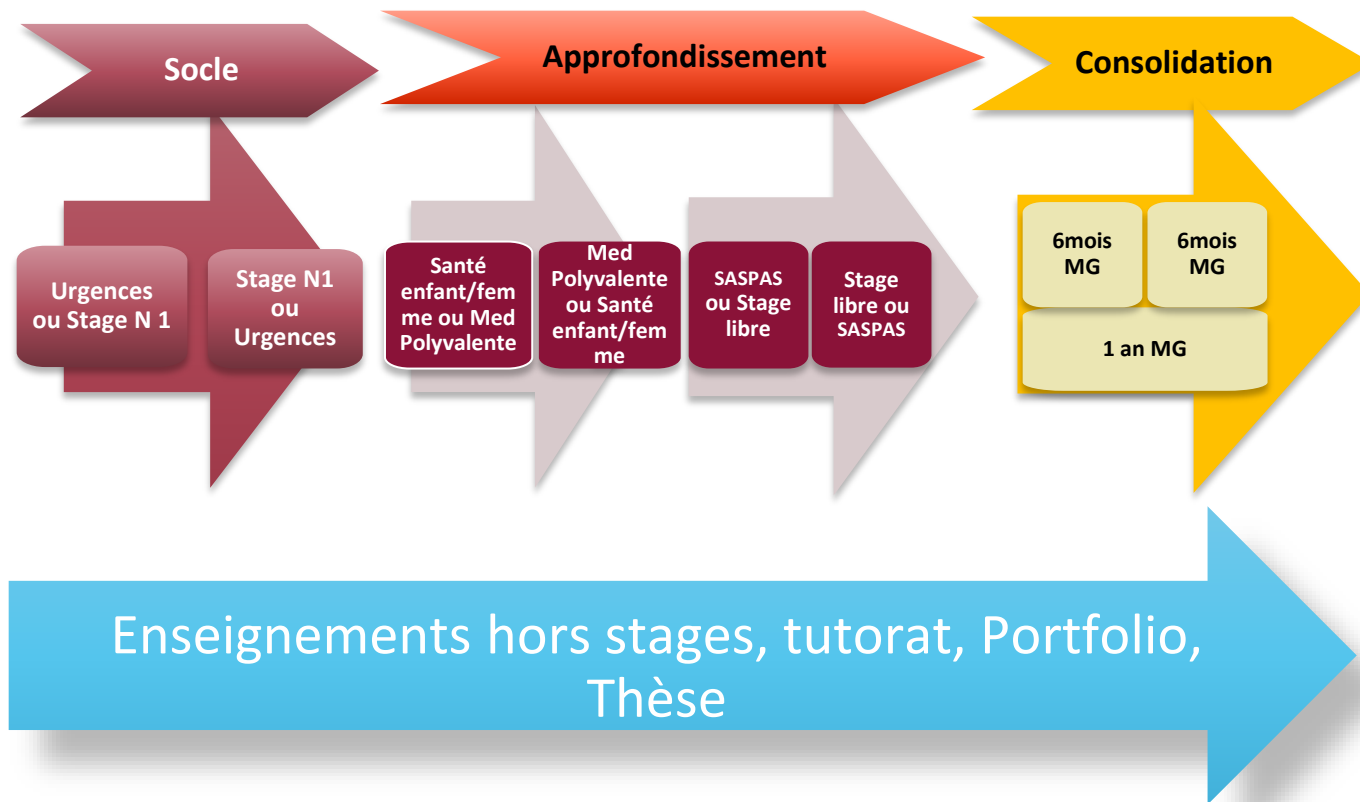 Socle
Approfondissement
Consolidation
Urgences
ou Stage N 1
Stage N1
ou
Urgences
Santé
enfant/fem
me ou Med
Polyvalente
Med
Polyvalente
ou Santé
enfant/fem
me
SASPAS
ou Stage
libre
Stage
libre ou
SASPAS
6mois
MG
6mois
MG
1 an MG
Enseignements hors stages, tutorat, Portfolio,
Thèse